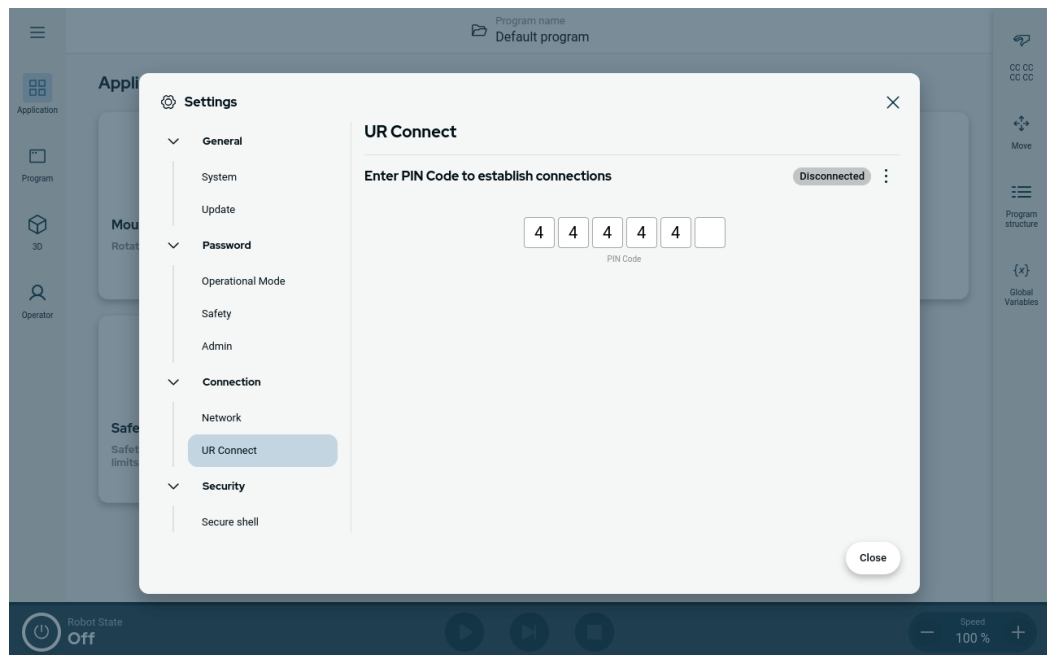 Program name
Default program
Application
Program
3D
Operator
Appli
Mou
Rotat
Safe
Safet
limits
Settings
General
System
Update
Password
Operational Mode
Safety
Admin
Connection
Network
UR Connect
Security
Secure shell
UR Connect
Enter PIN Code to establish connections
Disconnected
4 4 4 4 4
PIN Code
Close
CC CC
CC CC
Move
Program
structure
{x}
Global
Variables
Robot State
Off
Speed
100 %